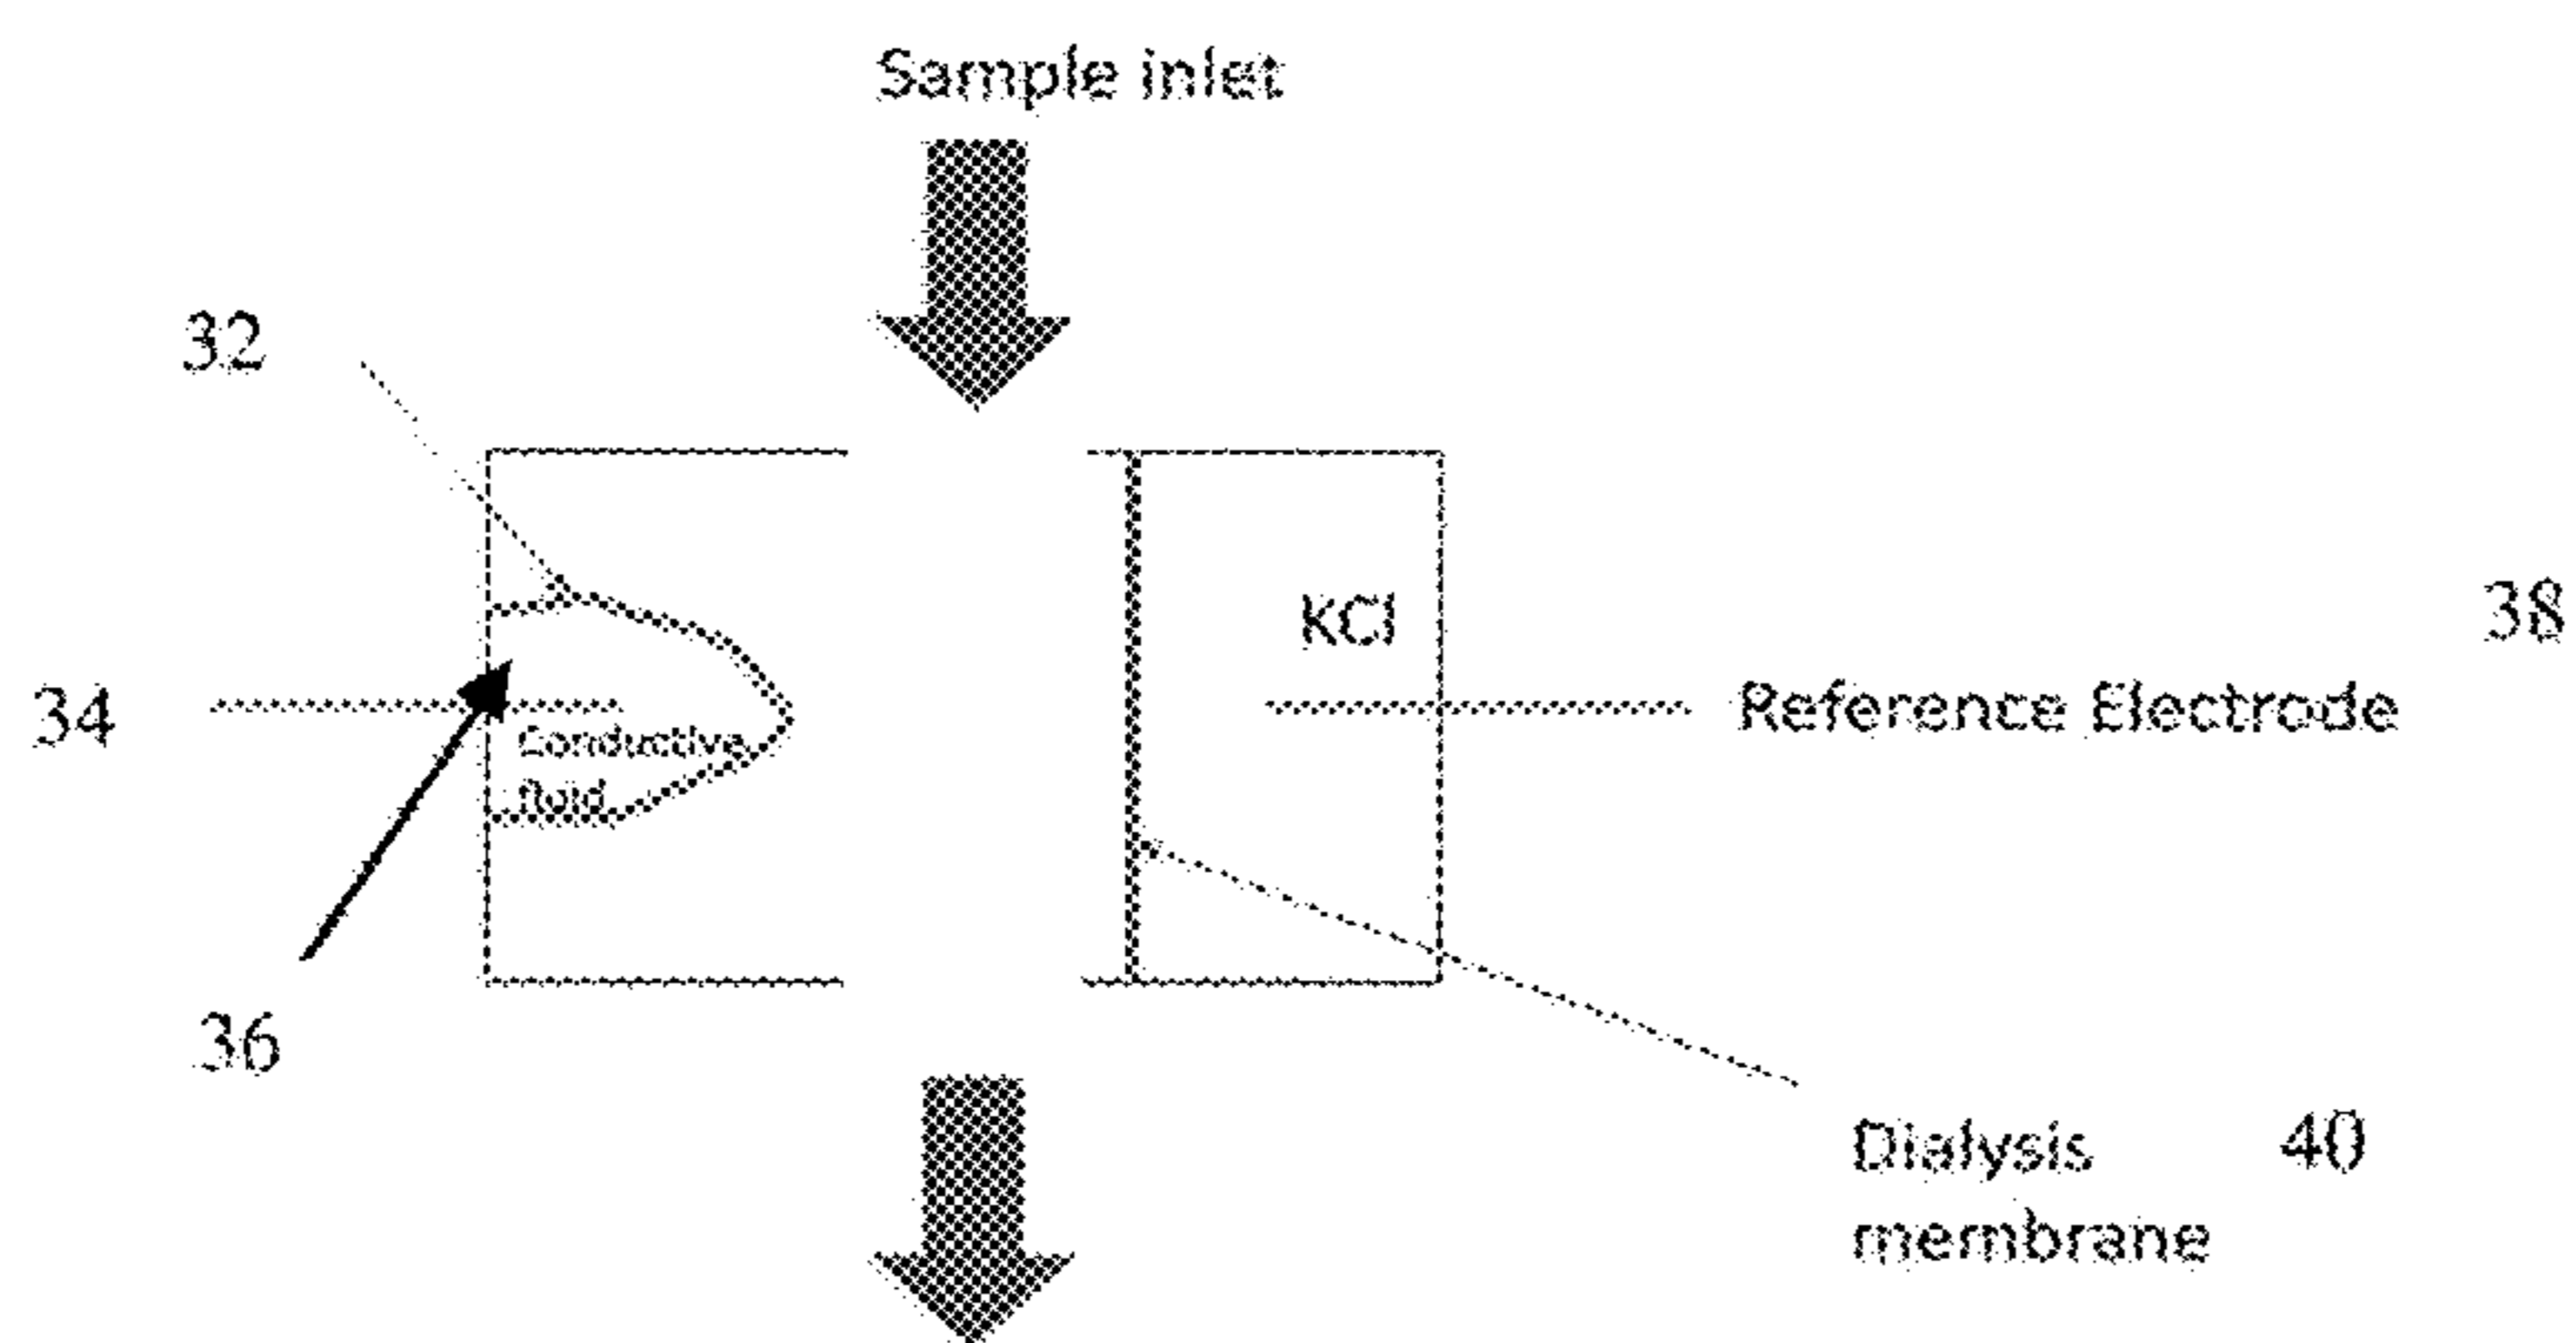 Sample inlet
32
KCl
38
34
Conductive
fluid
Reference Electrode
36
Dialysis 40
membrane